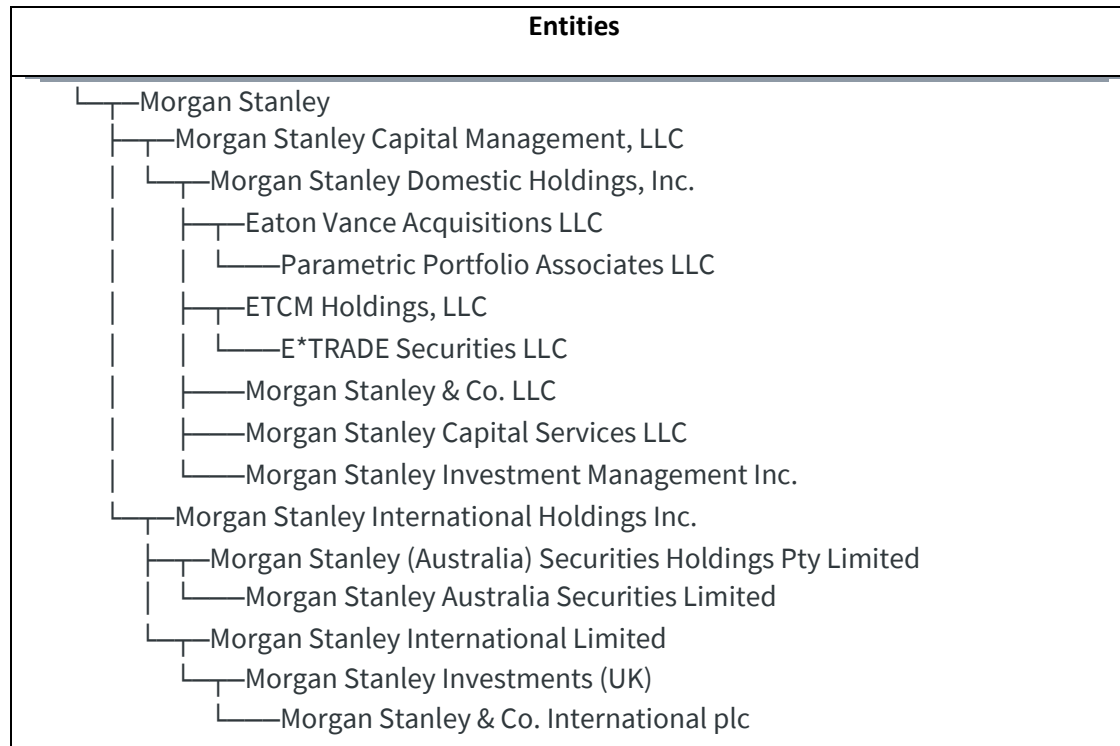 Entities
Morgan Stanley
Morgan Stanley Capital Management, LLC
Morgan Stanley Domestic Holdings, Inc.
Eaton Vance Acquisitions LLC
Parametric Portfolio Associates LLC
ETCM Holdings, LLC
E*TRADE Securities LLC
Morgan Stanley & Co. LLC
Morgan Stanley Capital Services LLC
Morgan Stanley Investment Management Inc.
Morgan Stanley International Holdings Inc.
Morgan Stanley (Australia) Securities Holdings Pty Limited
Morgan Stanley Australia Securities Limited
Morgan Stanley International Limited
Morgan Stanley Investments (UK)
Morgan Stanley & Co. International plc